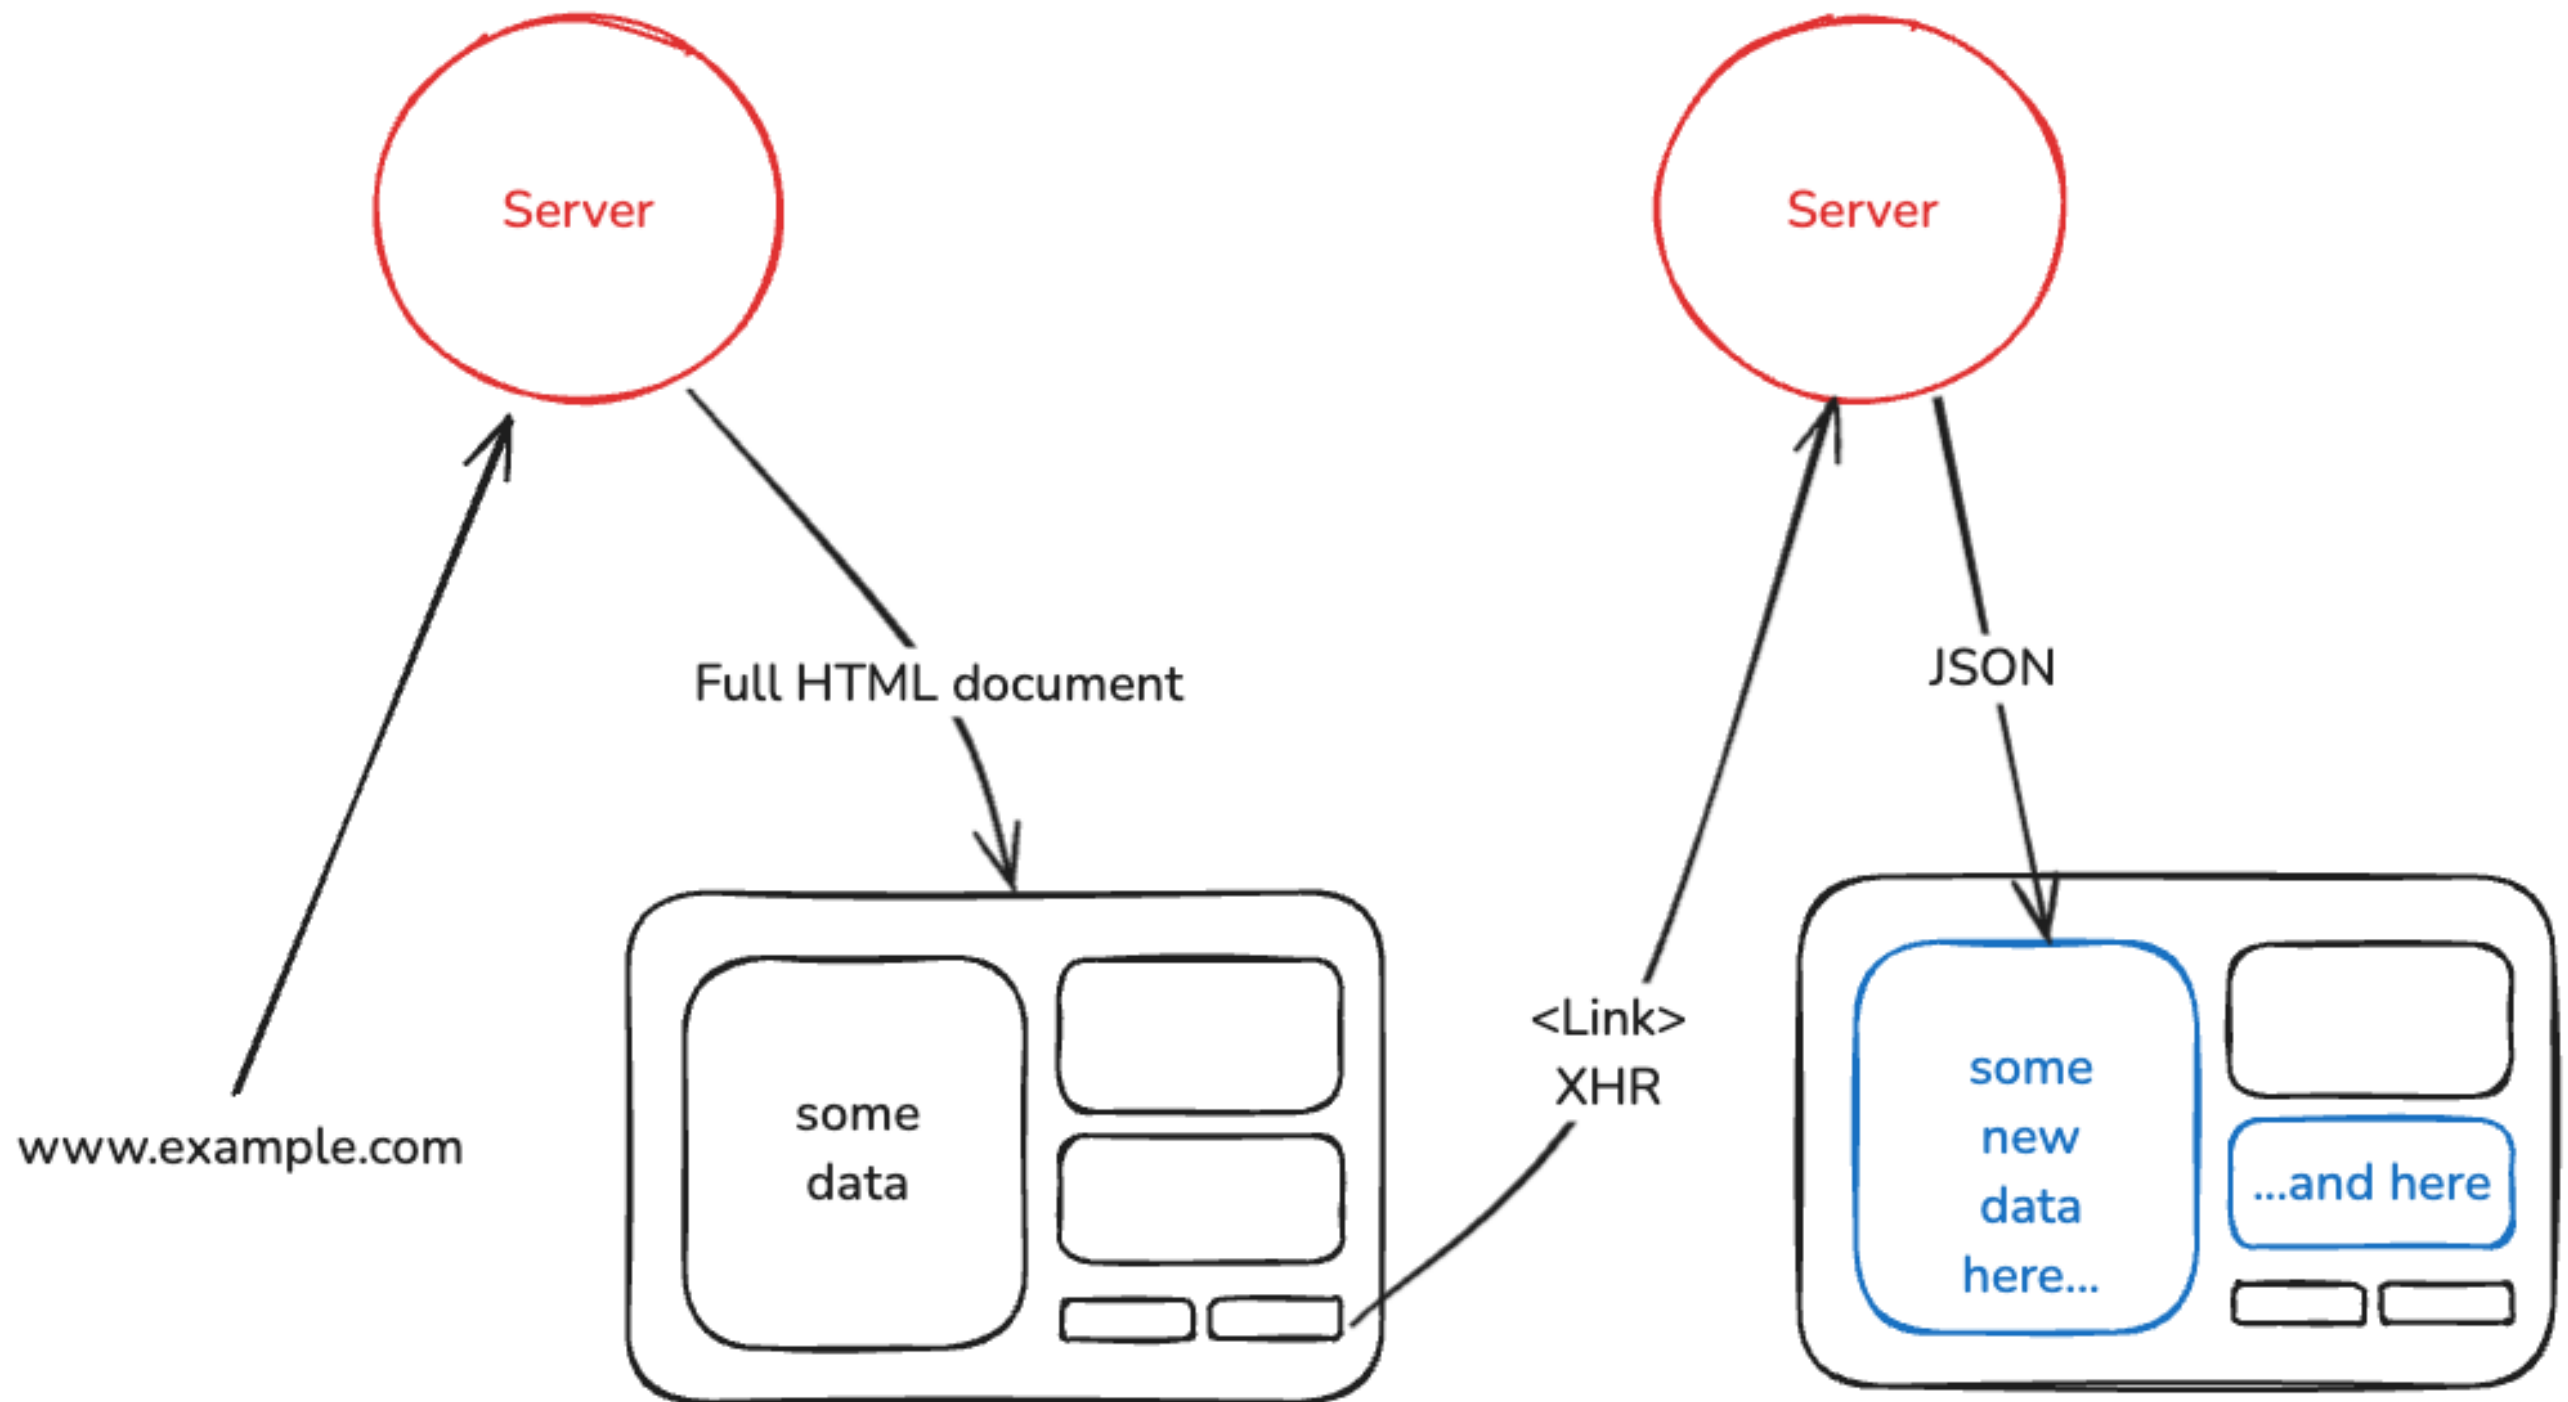 Server
Server
Full HTML document
JSON
www.example.com
some
data
<Link>
XHR
some
new
data
here...
...and here